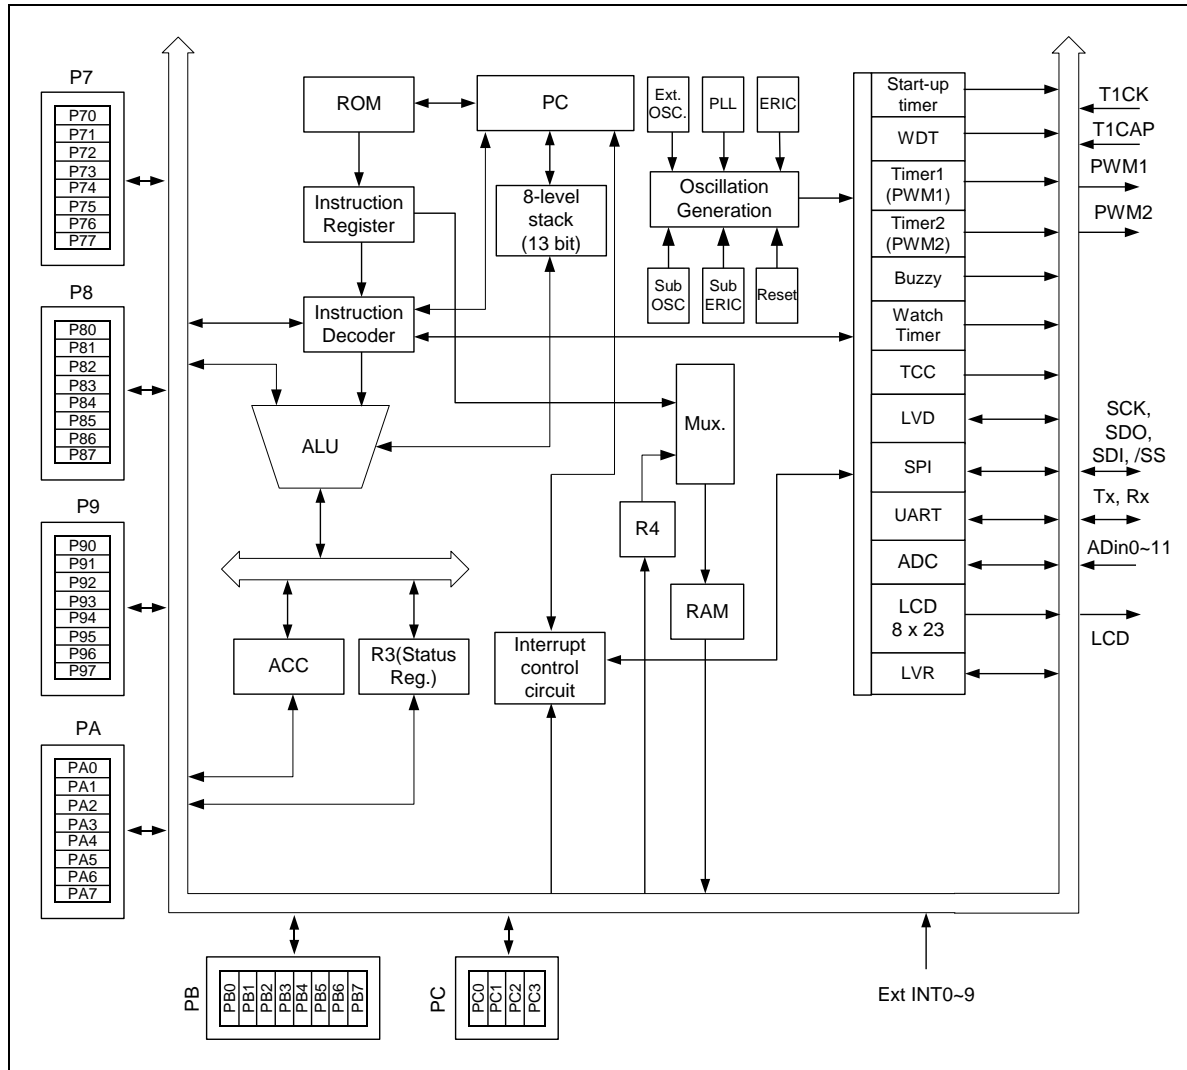 P7
P70
P71
P72
P73
P74
P75
P76
P77
P8
P80
P81
P82
P83
P84
P85
P86
P87
P9
P90
P91
P92
P93
P94
P95
P96
P97
PA
PA0
PA1
PA2
PA3
PA4
PA5
PA6
PA7
ROM
PC
Instruction
Register
8-level
stack
(13 bit)
Instruction
Decoder
ALU
ACC
R3(Status
Reg.)
Interrupt
control
circuit
Ext.
OSC.
PLL
ERIC
Oscillation
Generation
Sub
OSC
Sub
ERIC
Reset
Mux.
R4
RAM
Start-up
timer
WDT
Timer1
(PWM1)
Timer2
(PWM2)
Buzzy
Watch
Timer
TCC
LVD
SPI
UART
ADC
LCD
8 x 23
LVR
T1CK
T1CAP
PWM1
PWM2
SCK,
SDO,
SDI, /SS
Tx, Rx
ADin0~11
LCD
PB
PB0
PB1
PB2
PB3
PB4
PB5
PB6
PB7
PC
PC0
PC1
PC2
PC3
Ext INT0~9